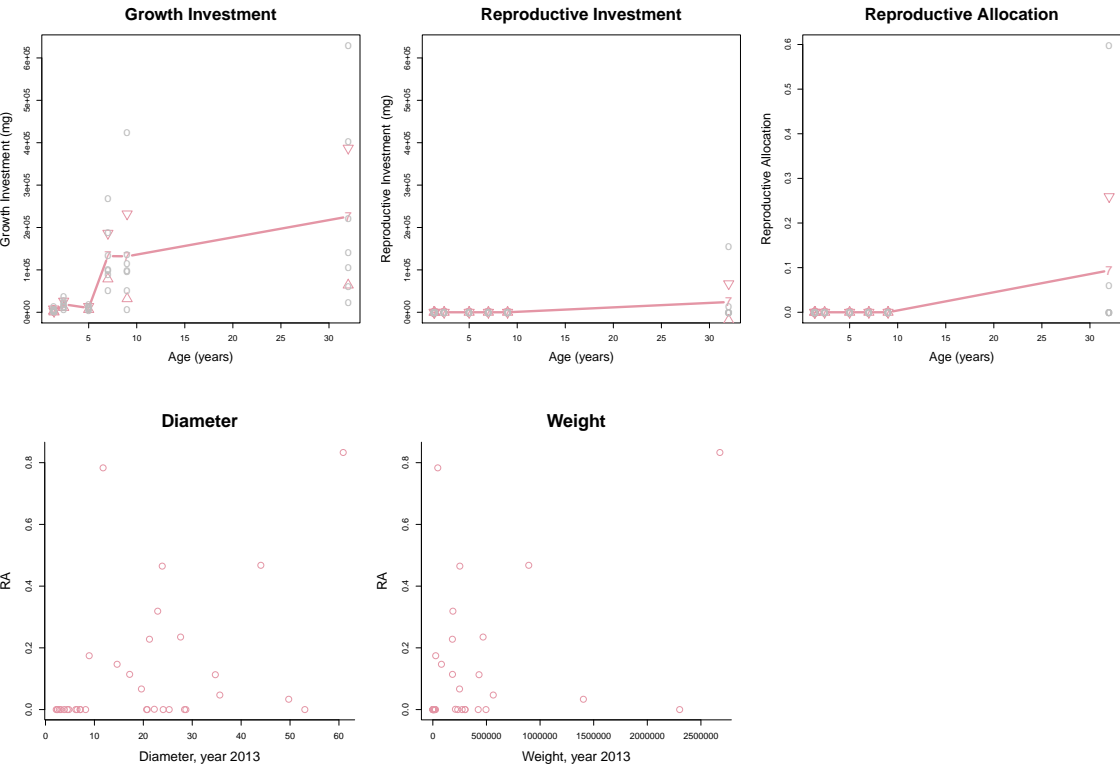 Growth Investment
Reproductive Investment
Reproductive Allocation
Growth Investment (mg)
0e+00 1e+05 2e+05 3e+05 4e+05 5e+05 6e+05
5 10 15 20 25 30
Age (years)
Reproductive Investment (mg)
0e+00 1e+05 2e+05 3e+05 4e+05 5e+05 6e+05
7
5 10 15 20 25 30
Age (years)
Reproductive Allocation
0.0 0.1 0.2 0.3 0.4 0.5 0.6
7
5 10 15 20 25 30
Age (years)
Diameter
Weight
RA
0.0 0.2 0.4 0.6 0.8
0 10 20 30 40 50 60
Diameter, year 2013
RA
0.0 0.2 0.4 0.6 0.8
0 500000 1000000 1500000 2000000 2500000
Weight, year 2013